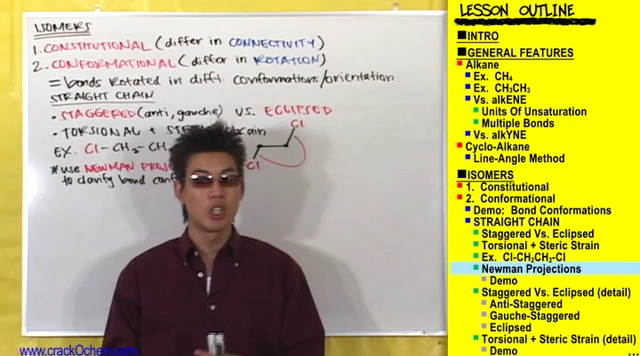 ISOMERS
1. CONSTITUTIONAL (differ in CONNECTIVITY)
2. CONFORMATIONAL (differ in ROTATION)
= bonds rotated in diff't conformations/orientation
STRAIGHT CHAIN
• STAGGERED (anti, gauche) VS. ECLIPSED
• TORSIONAL + strain
EX. Cl-CH2-CH
Cl
Cl
*USE NEWMAN
to clarify bond
www.crackOchem.com
LESSON OUTLINE
INTRO
GENERAL FEATURES
Alkane
Ex. CH4
Ex. CH3CH3
Vs. alkENE
Units Of Unsaturation
Multiple Bonds
Vs. alkYNE
Cyclo-Alkane
Line-Angle Method
ISOMERS
1. Constitutional
2. Conformational
Demo: Bond Conformations
STRAIGHT CHAIN
Staggered Vs. Eclipsed
Torsional + Steric Strain
Ex. Cl-CH2CH2-Cl
Newman Projections
Demo
Staggered Vs. Eclipsed (detail)
Anti-Staggered
Gauche-Staggered
Eclipsed
Torsional + Steric Strain (detail)
Demo